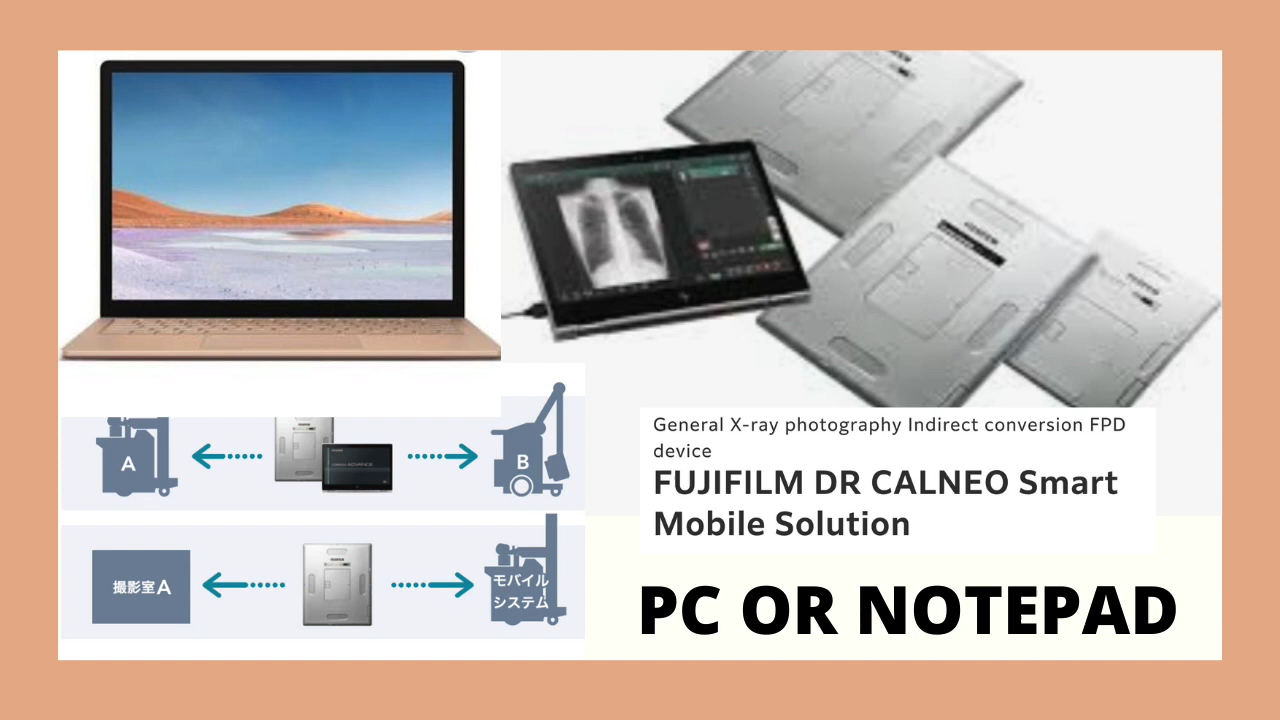 A
B
撮影室A
モバイル
システム
General X-ray photography Indirect conversion FPD
device
FUJIFILM DR CALNEO Smart
Mobile Solution
PC OR NOTEPAD